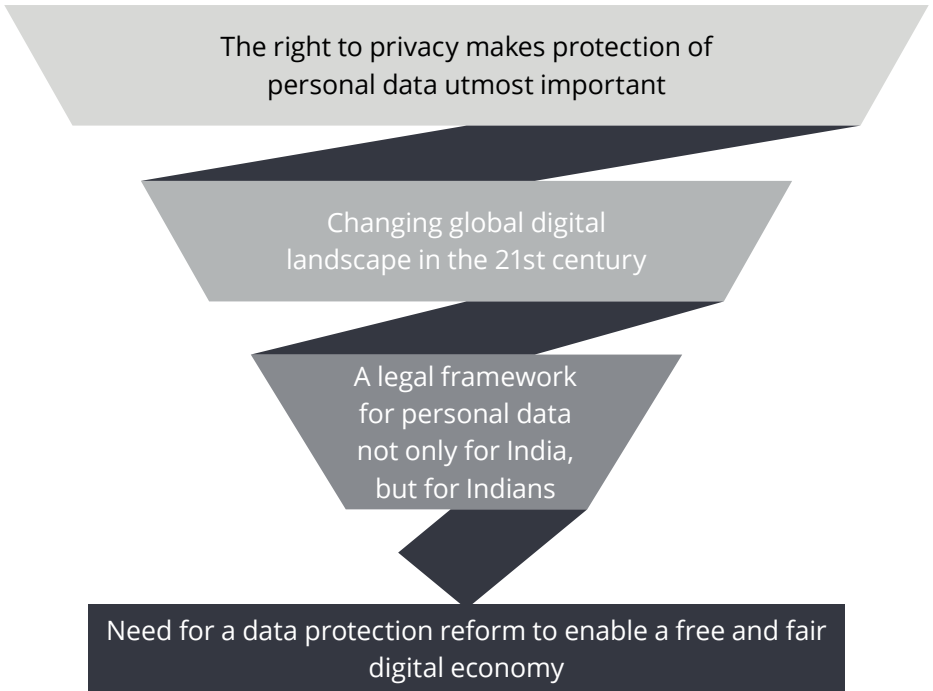 The right to privacy makes protection of
personal data utmost important
Changing global digital
landscape in the 21st century
A legal framework
for personal data
not only for India,
but for Indians
Need for a data protection reform to enable a free and fair
digital economy